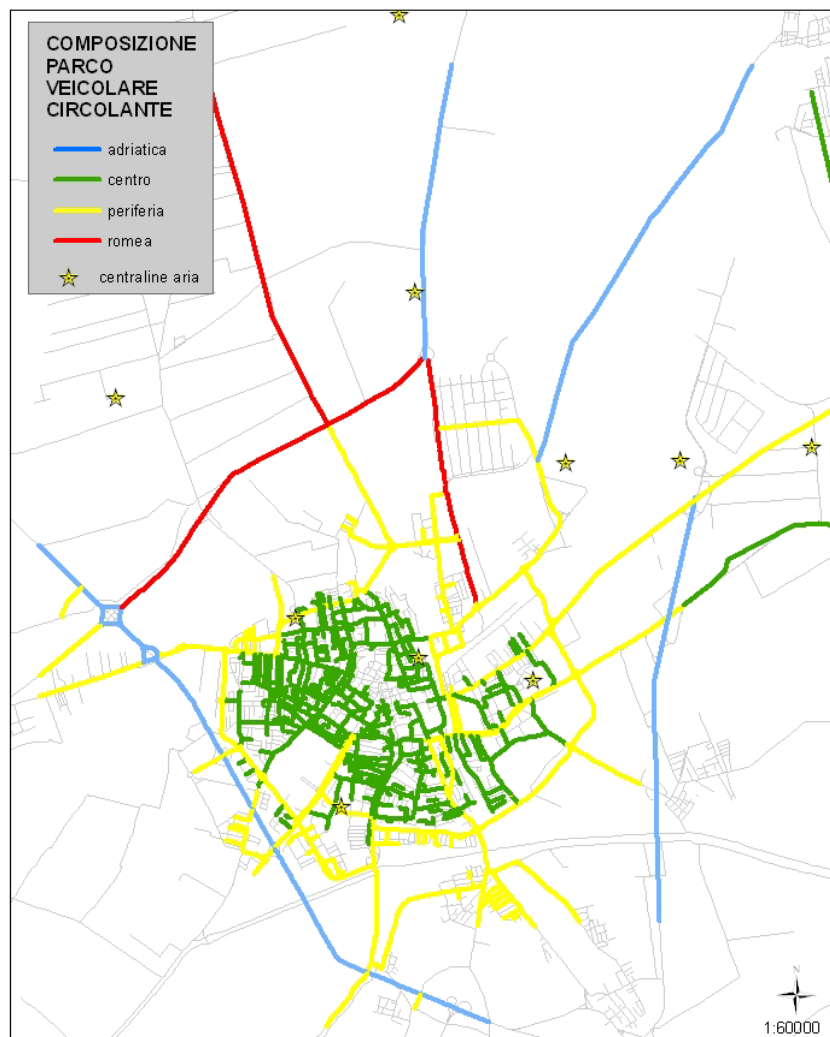 COMPOSIZIONE
PARCO
VEICOLARE
CIRCOLANTE
adriatica
centro
periferia
romea
centraline aria
N
1:60000